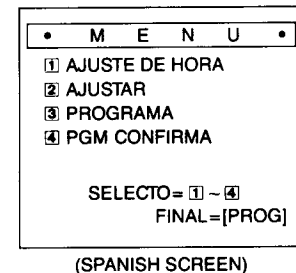 • M E N U •
1 AJUSTE DE HORA
2 AJUSTAR
3 PROGRAMA
4 PGM CONFIRMA
SELECTO= 1 ~ 4
FINAL=[PROG]
(SPANISH SCREEN)